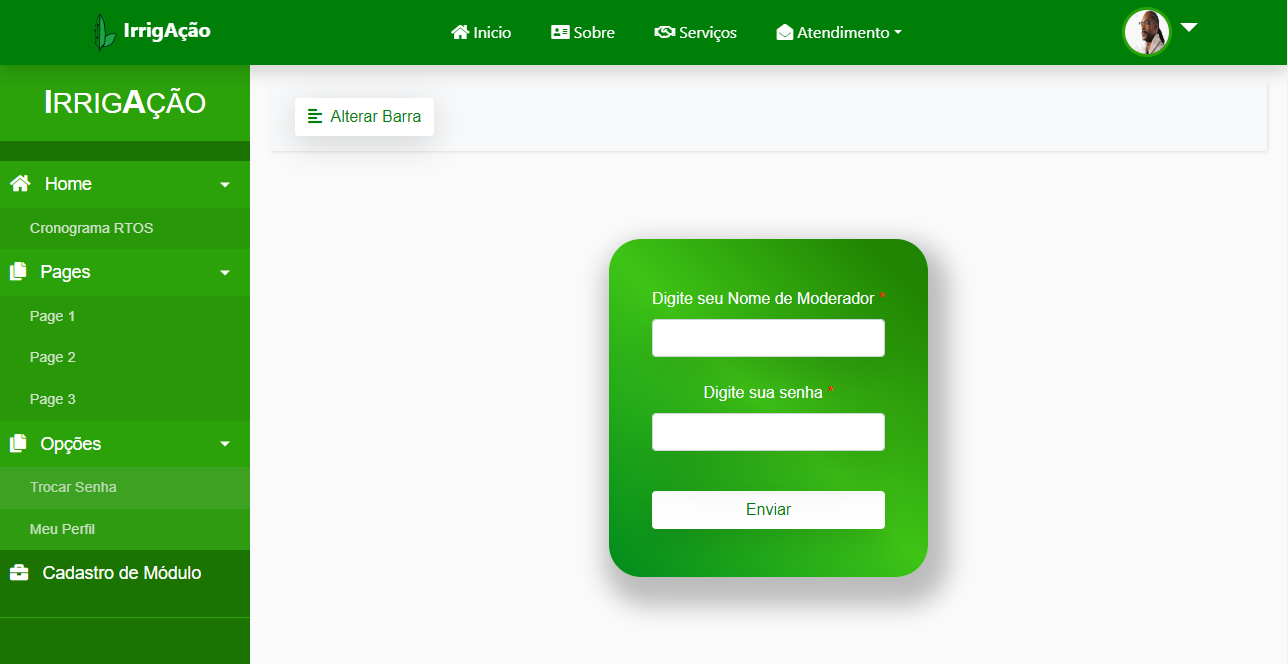 IrrigAção
Inicio
Sobre
Serviços
Atendimento
IRRIGAÇÃO
Alterar Barra
Home
Cronograma RTOS
Pages
Page 1
Page 2
Page 3
Opções
Trocar Senha
Meu Perfil
Cadastro de Módulo
Digite seu Nome de Moderador *
Digite sua senha *
Enviar